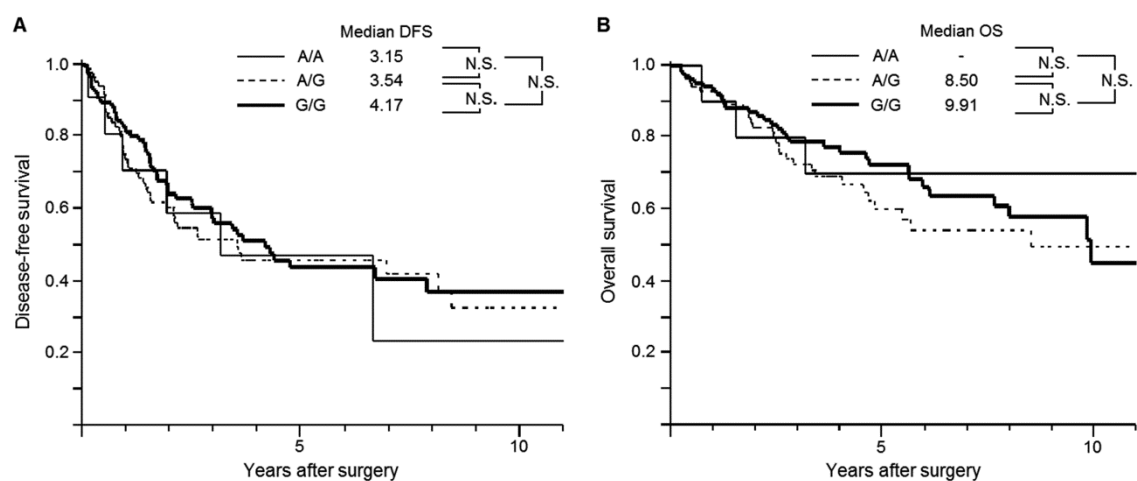 A
Median DFS
A/A 3.15
A/G 3.54
G/G 4.17
N.S.
N.S.
N.S.
1.0
0.8
0.6
0.4
0.2
Disease-free survival
5
10
Years after surgery
B
Median OS
A/A -
A/G 8.50
G/G 9.91
N.S.
N.S.
N.S.
1.0
0.8
0.6
0.4
0.2
Overall survival
5
10
Years after surgery